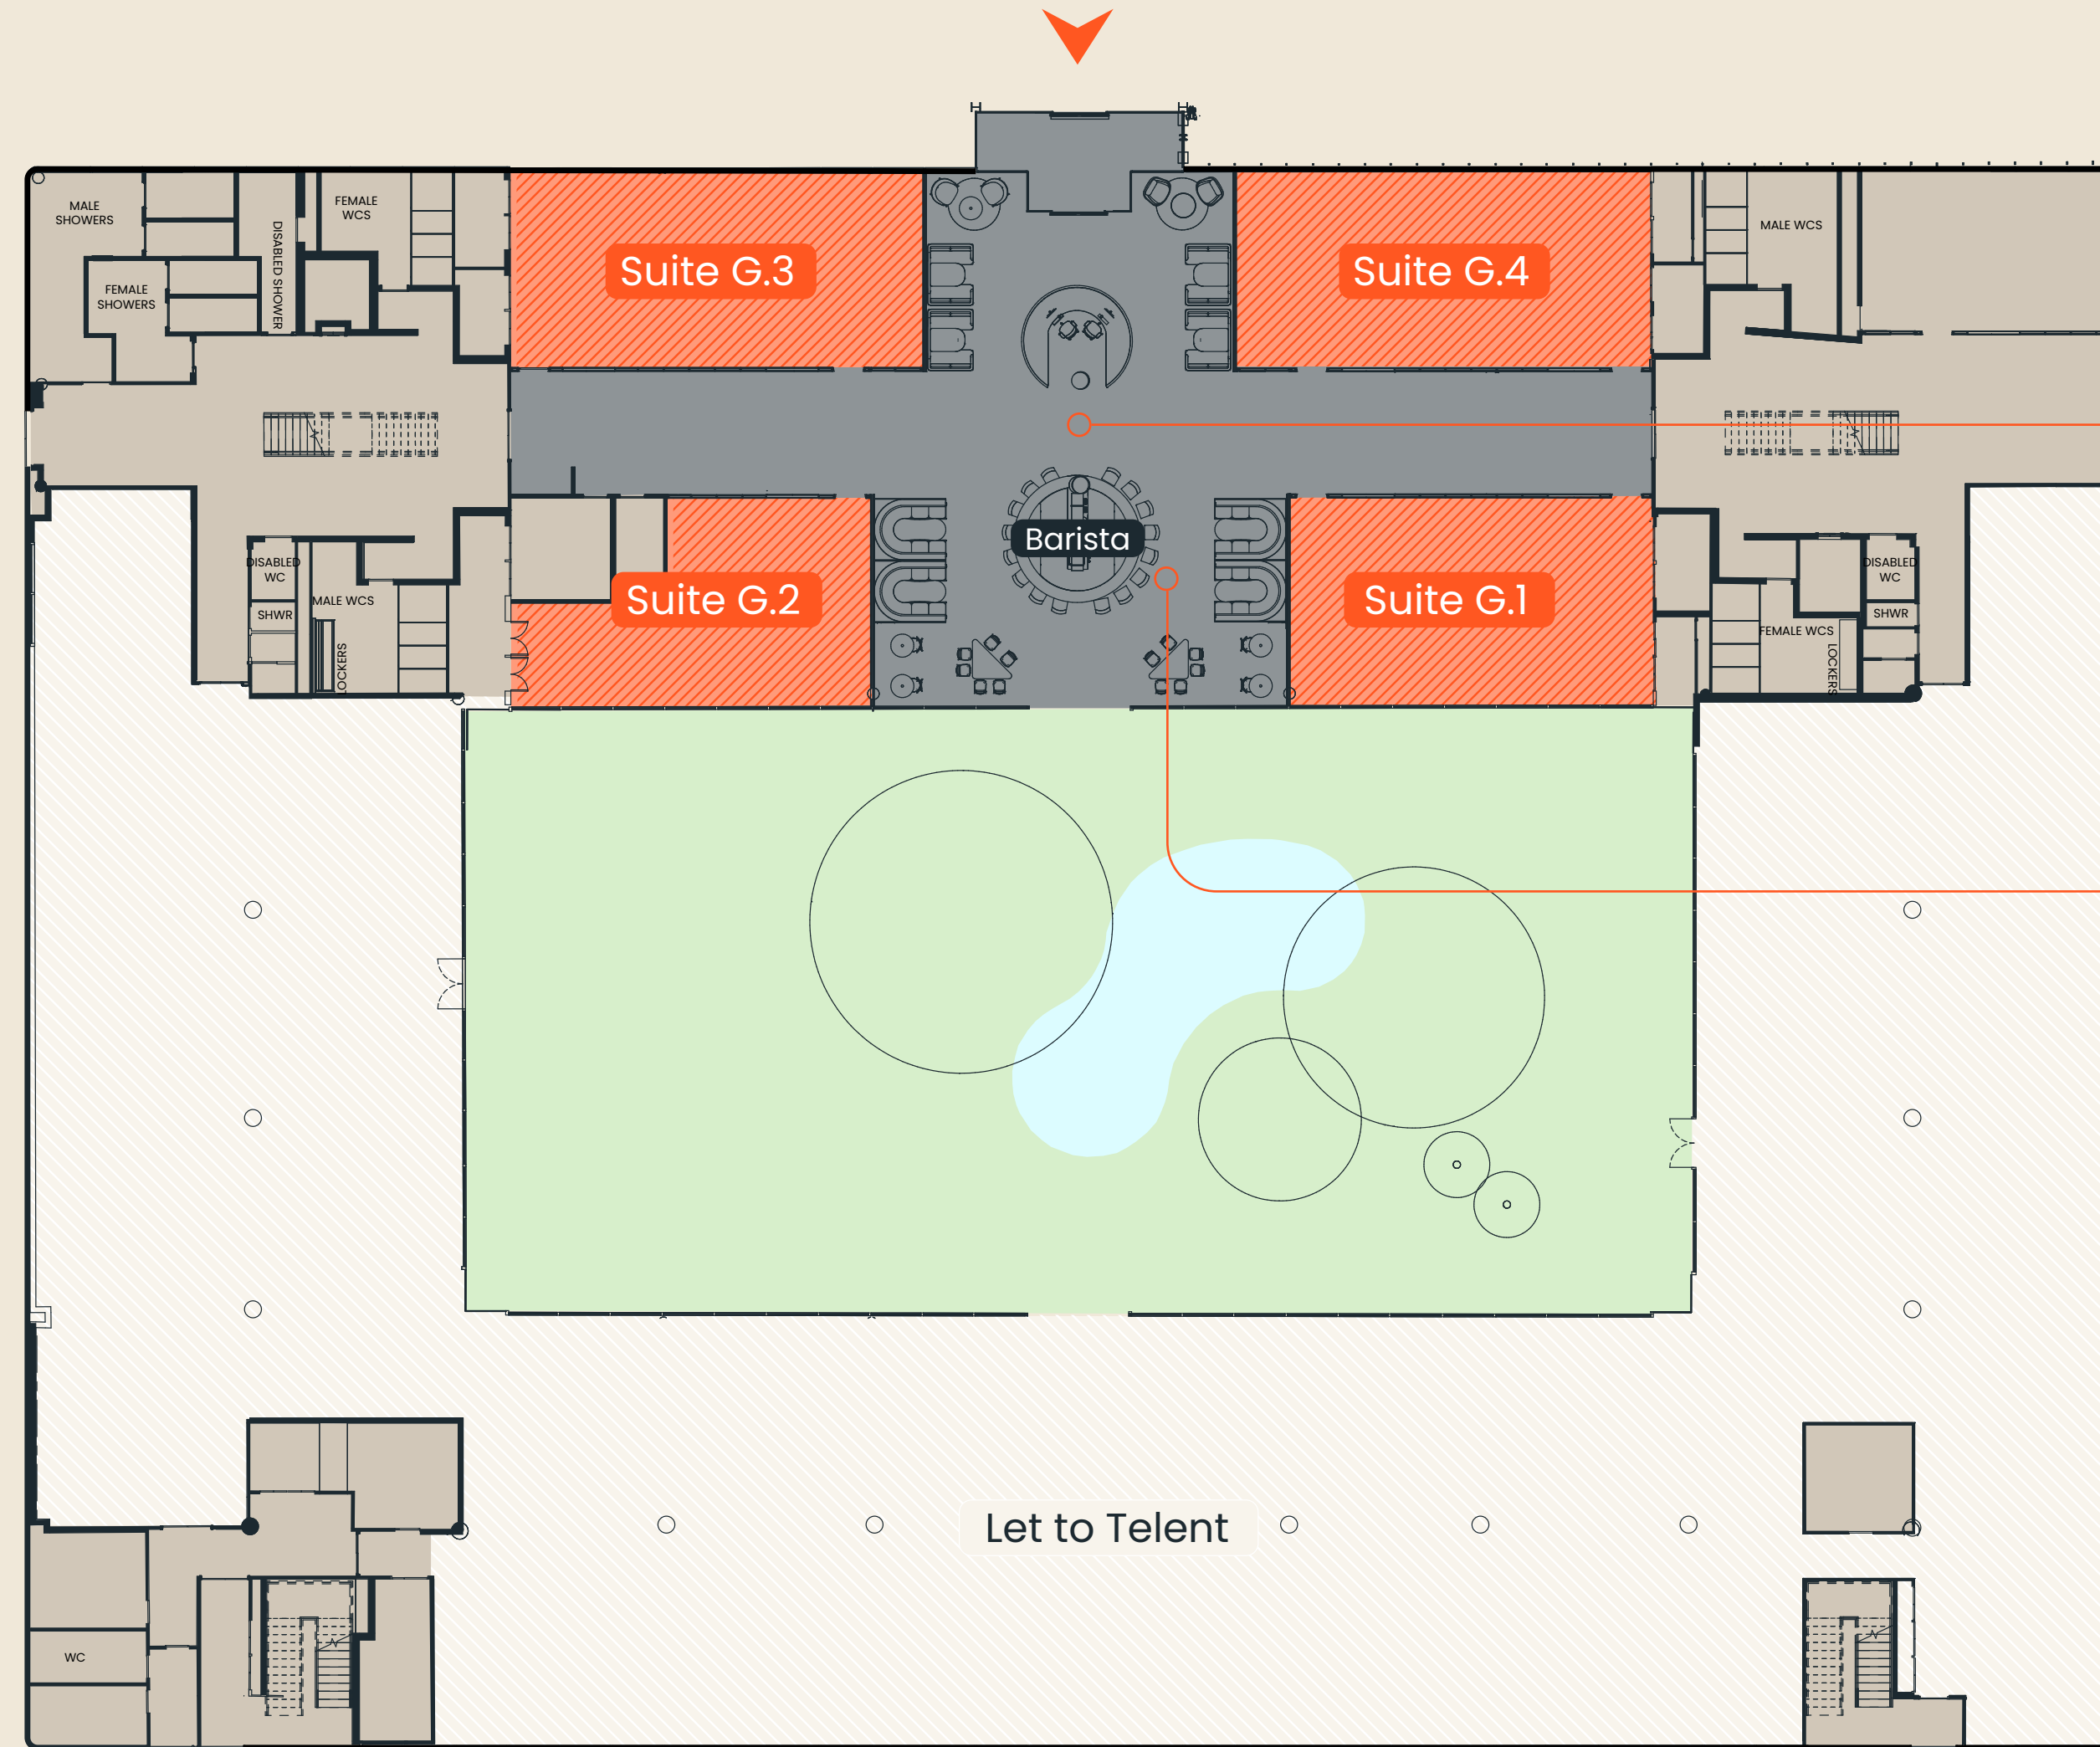 MALE
SHOWERS
FEMALE
SHOWERS
DISABLED SHOWER
FEMALE
WCS
Suite G.3
Suite G.4
MALE WCS
Barista
Suite G.2
Suite G.1
DISABLED
WC
SHWR
MALE WCS
LOCKERS
DISABLED
WC
SHWR
FEMALE WCS
LOCKERS
Let to Telent
WC